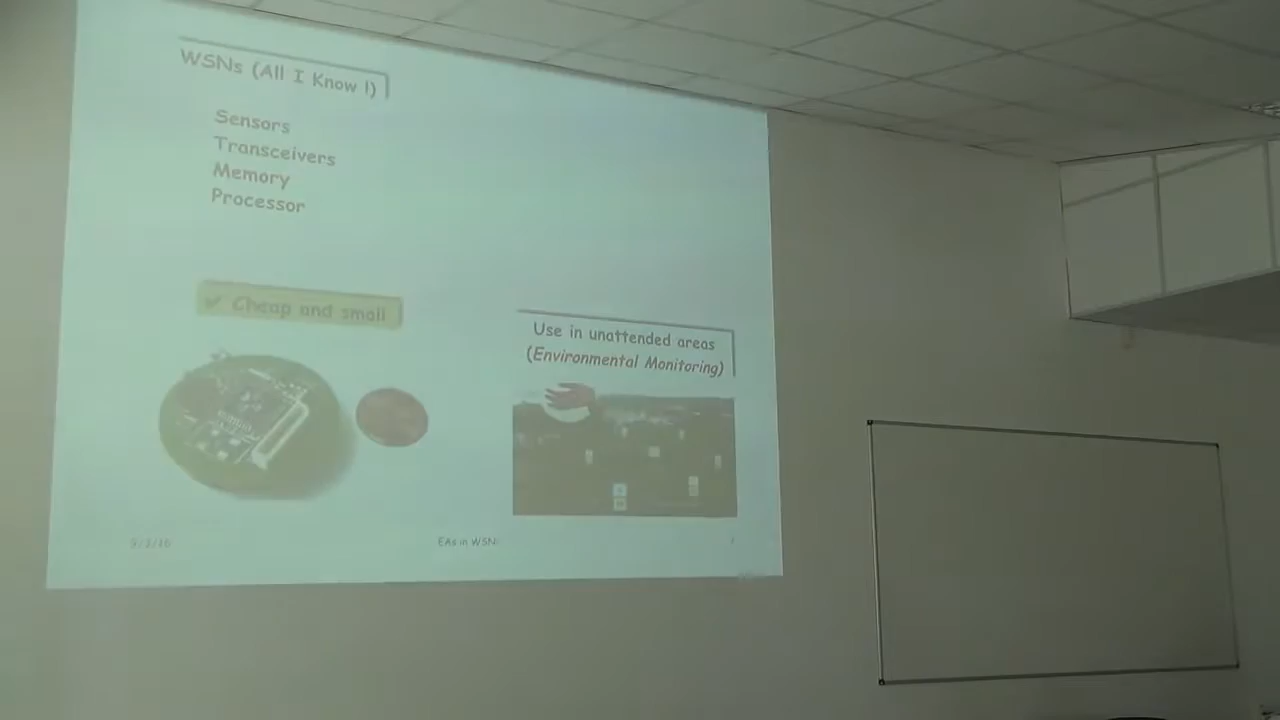 WSNs (All I Know !)
Sensors
Transceivers
Memory
Processor
✓ Cheap and small
Use in unattended areas
(Environmental Monitoring)
EAs in WSN